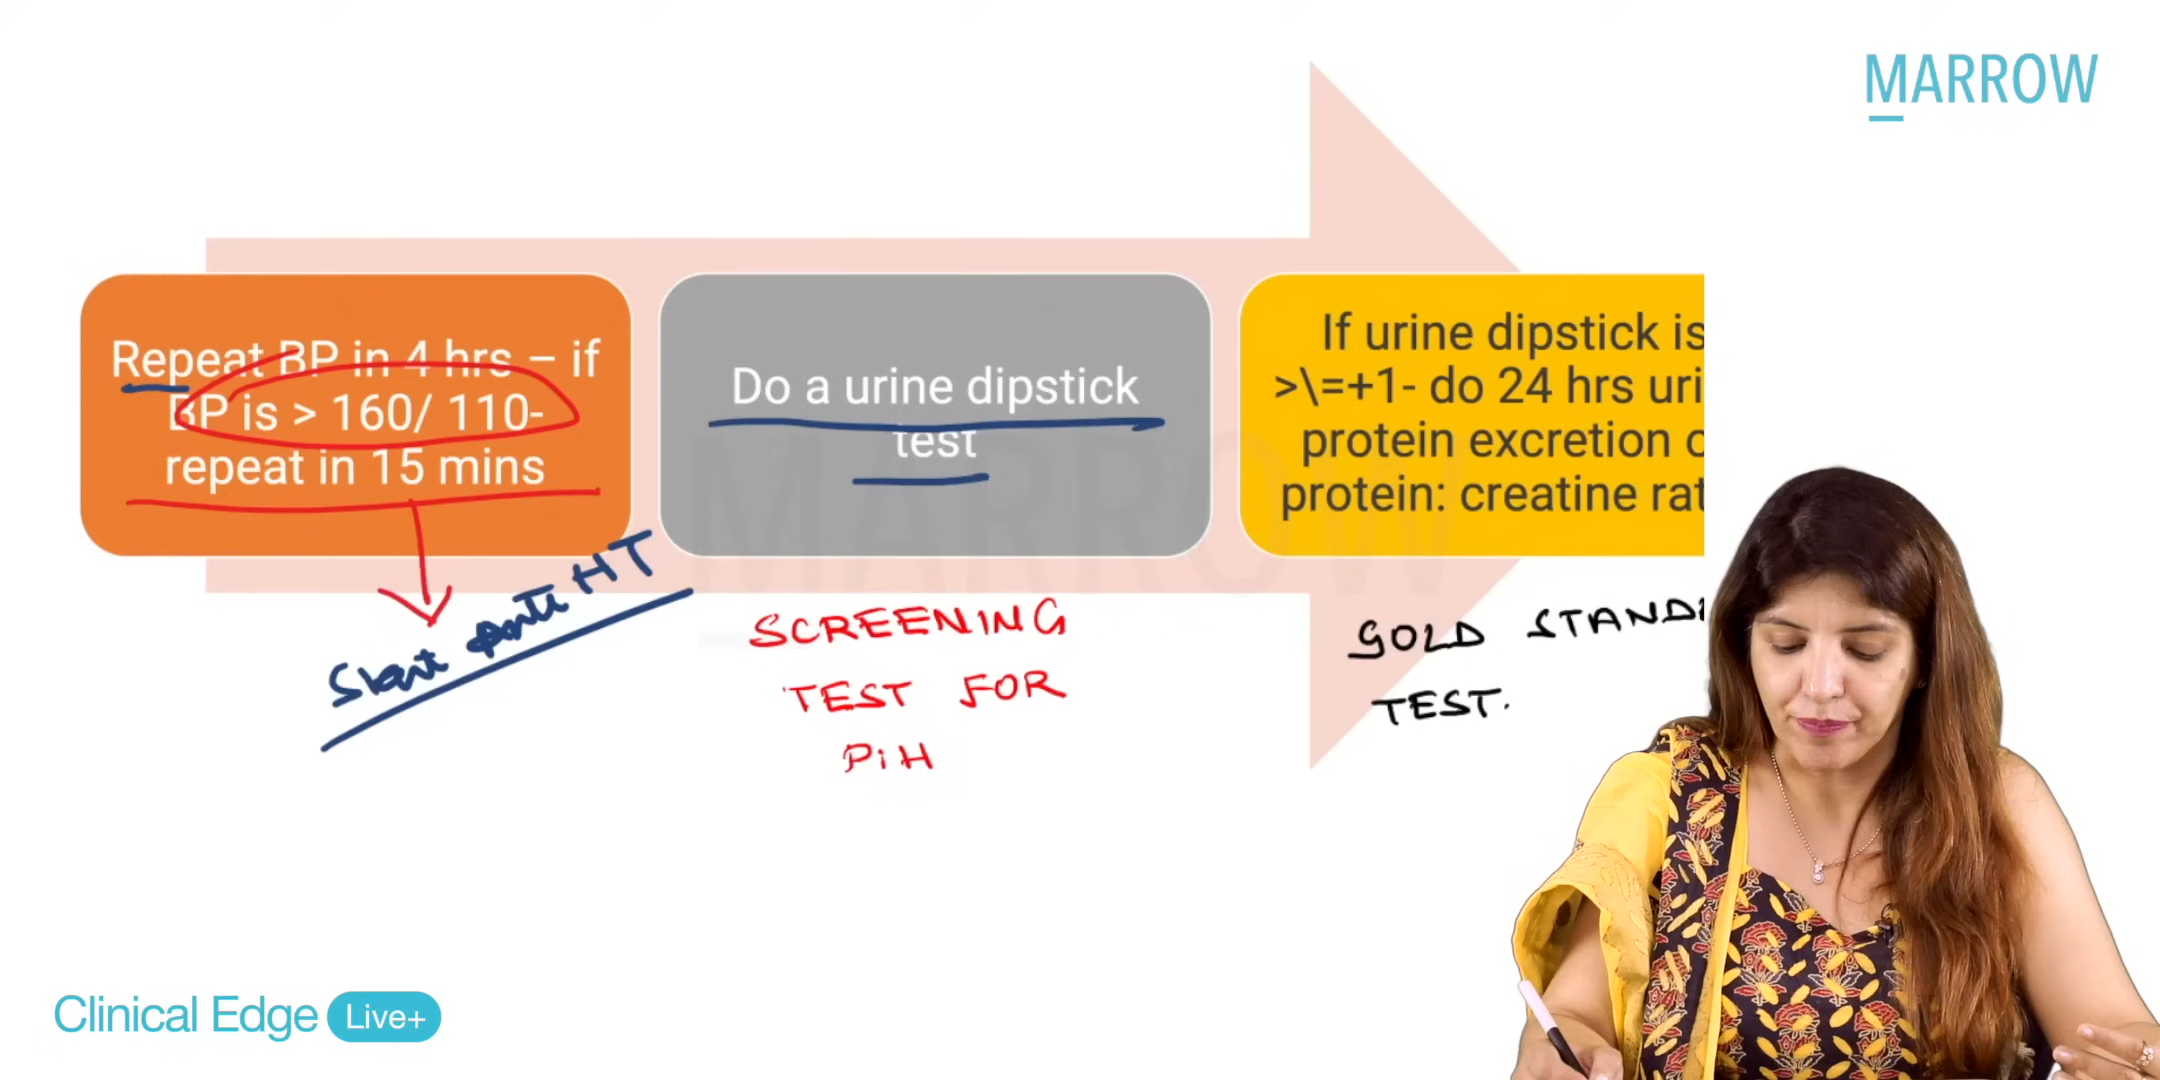 MARROW
Repeat BP in 4 hrs – if
BP is > 160/ 110-
repeat in 15 mins
Do a urine dipstick
test
If urine dipstick is
>\=+1- do 24 hrs uri
protein excretion
protein: creatine rat
Start Anti HT
SCREENING
TEST FOR
PiH
GOLD STAND
TEST.
MARROW
Clinical Edge Live+